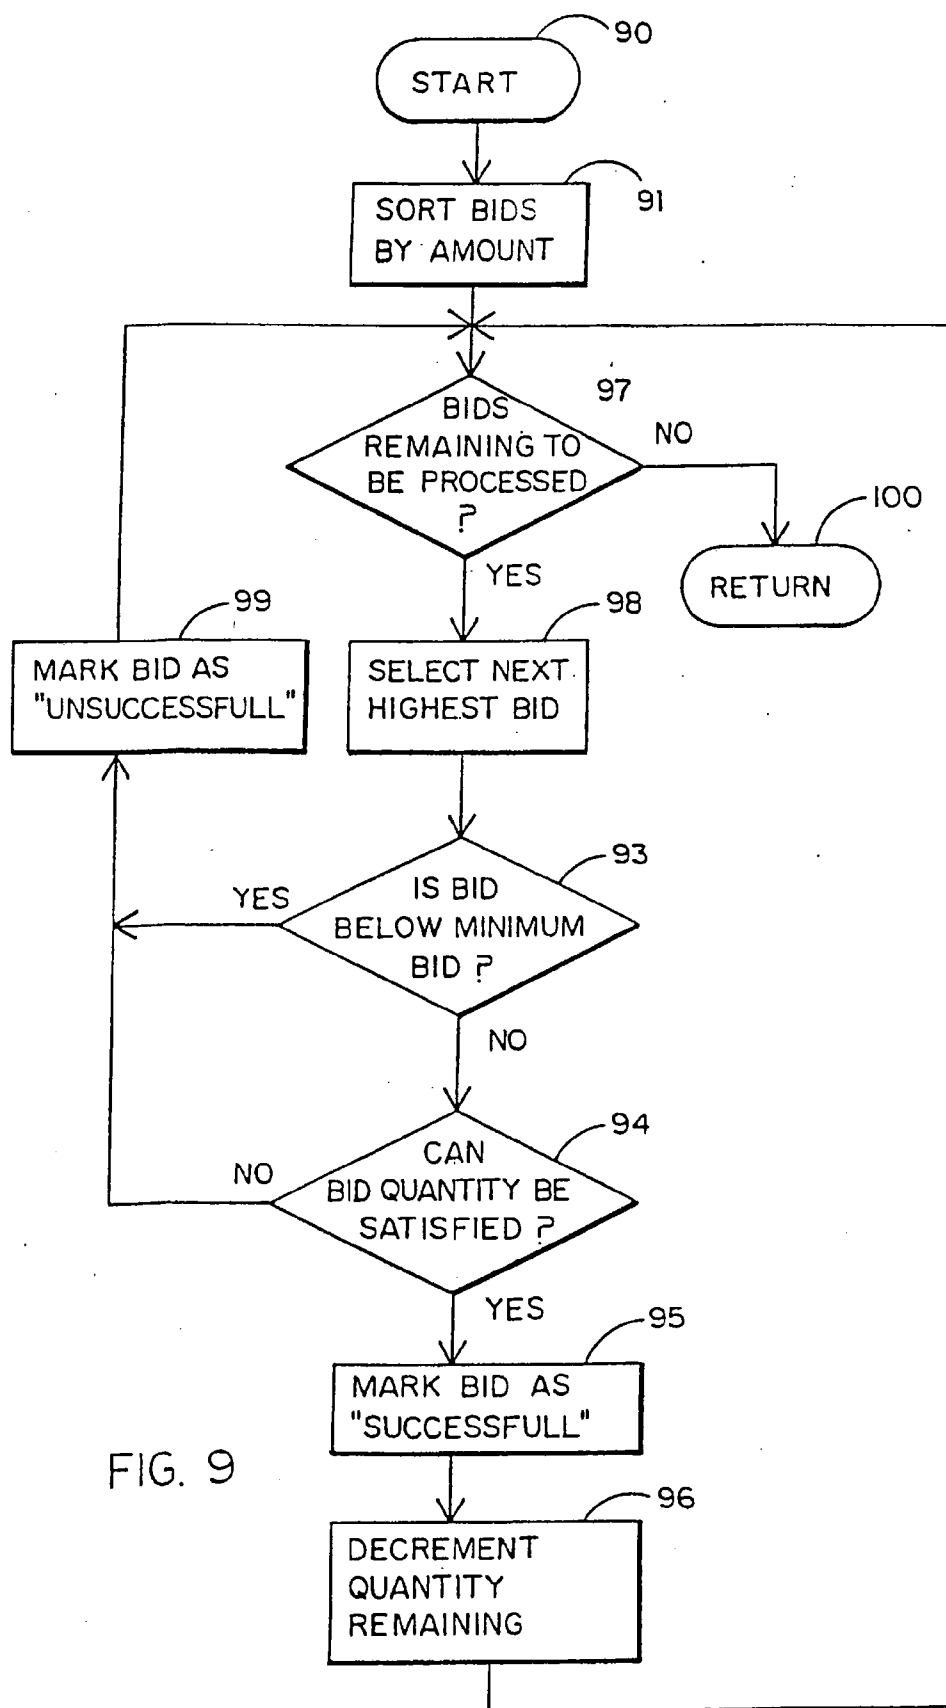 90
START
91
SORT BIDS
BY AMOUNT
97
BIDS
REMAINING TO
BE PROCESSED
?
NO
100
RETURN
YES
99
MARK BID AS
"UNSUCCESSFULL"
98
SELECT NEXT
HIGHEST BID
93
IS BID
BELOW MINIMUM
BID ?
YES
NO
94
CAN
BID QUANTITY BE
SATISFIED ?
NO
YES
95
MARK BID AS
"SUCCESSFULL"
FIG. 9
96
DECREMENT
QUANTITY
REMAINING